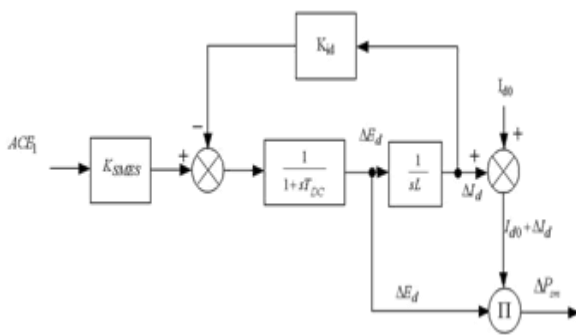 K_id
I_d0
ACE_1
K_SMES
−
+
1
1+sT_DC
ΔE_d
1
sL
+
+
ΔI_d
I_d0+ΔI_d
ΔE_d
Π
ΔP_sm